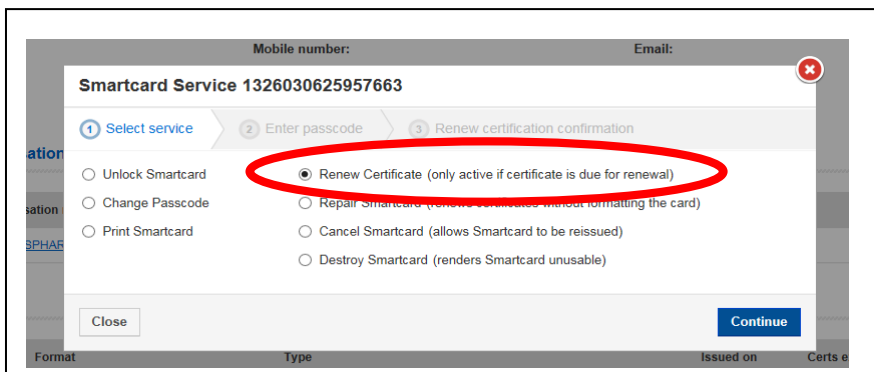 Mobile number: Email:
Smartcard Service 1326030625957663
1 Select service 2 Enter passcode 3 Renew certification confirmation
ation
Unlock Smartcard Renew Certificate (only active if certificate is due for renewal)
sation Change Passcode Repair Smartcard (renews certificates without formatting the card)
SPHAR Print Smartcard Cancel Smartcard (allows Smartcard to be reissued)
Destroy Smartcard (renders Smartcard unusable)
Close Continue
Format Type Issued on Certs e